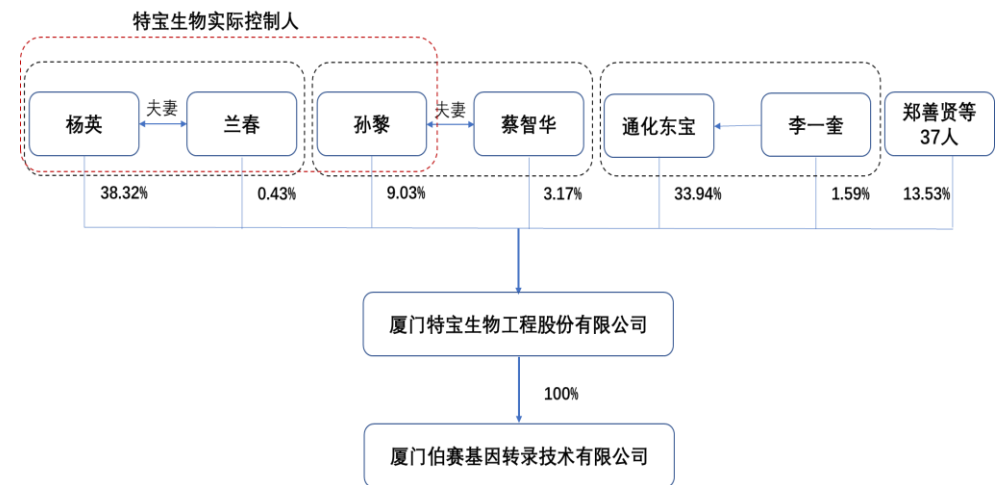 特宝生物实际控制人
杨英
夫妻
兰春
孙黎
夫妻
蔡智华
通化东宝
李一奎
郑善贤等
37人
38.32%
0.43%
9.03%
3.17%
33.94%
1.59%
13.53%
厦门特宝生物工程股份有限公司
100%
厦门伯赛基因转录技术有限公司